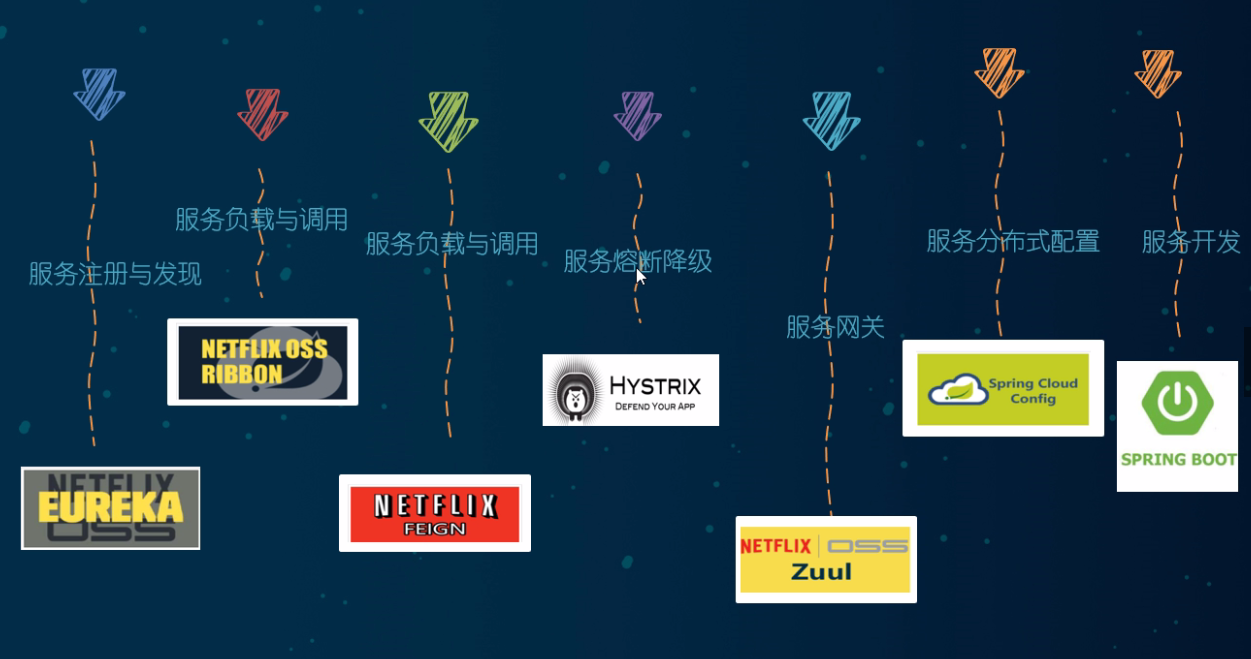 服务注册与发现
NETFLIX
EUREKA
OSS
服务负载与调用
NETFLIX OSS
RIBBON
服务负载与调用
NETFLIX
FEIGN
服务熔断降级
HYSTRIX
DEFEND YOUR APP
服务网关
NETFLIX OSS
Zuul
服务分布式配置
Spring Cloud
Config
服务开发
SPRING BOOT